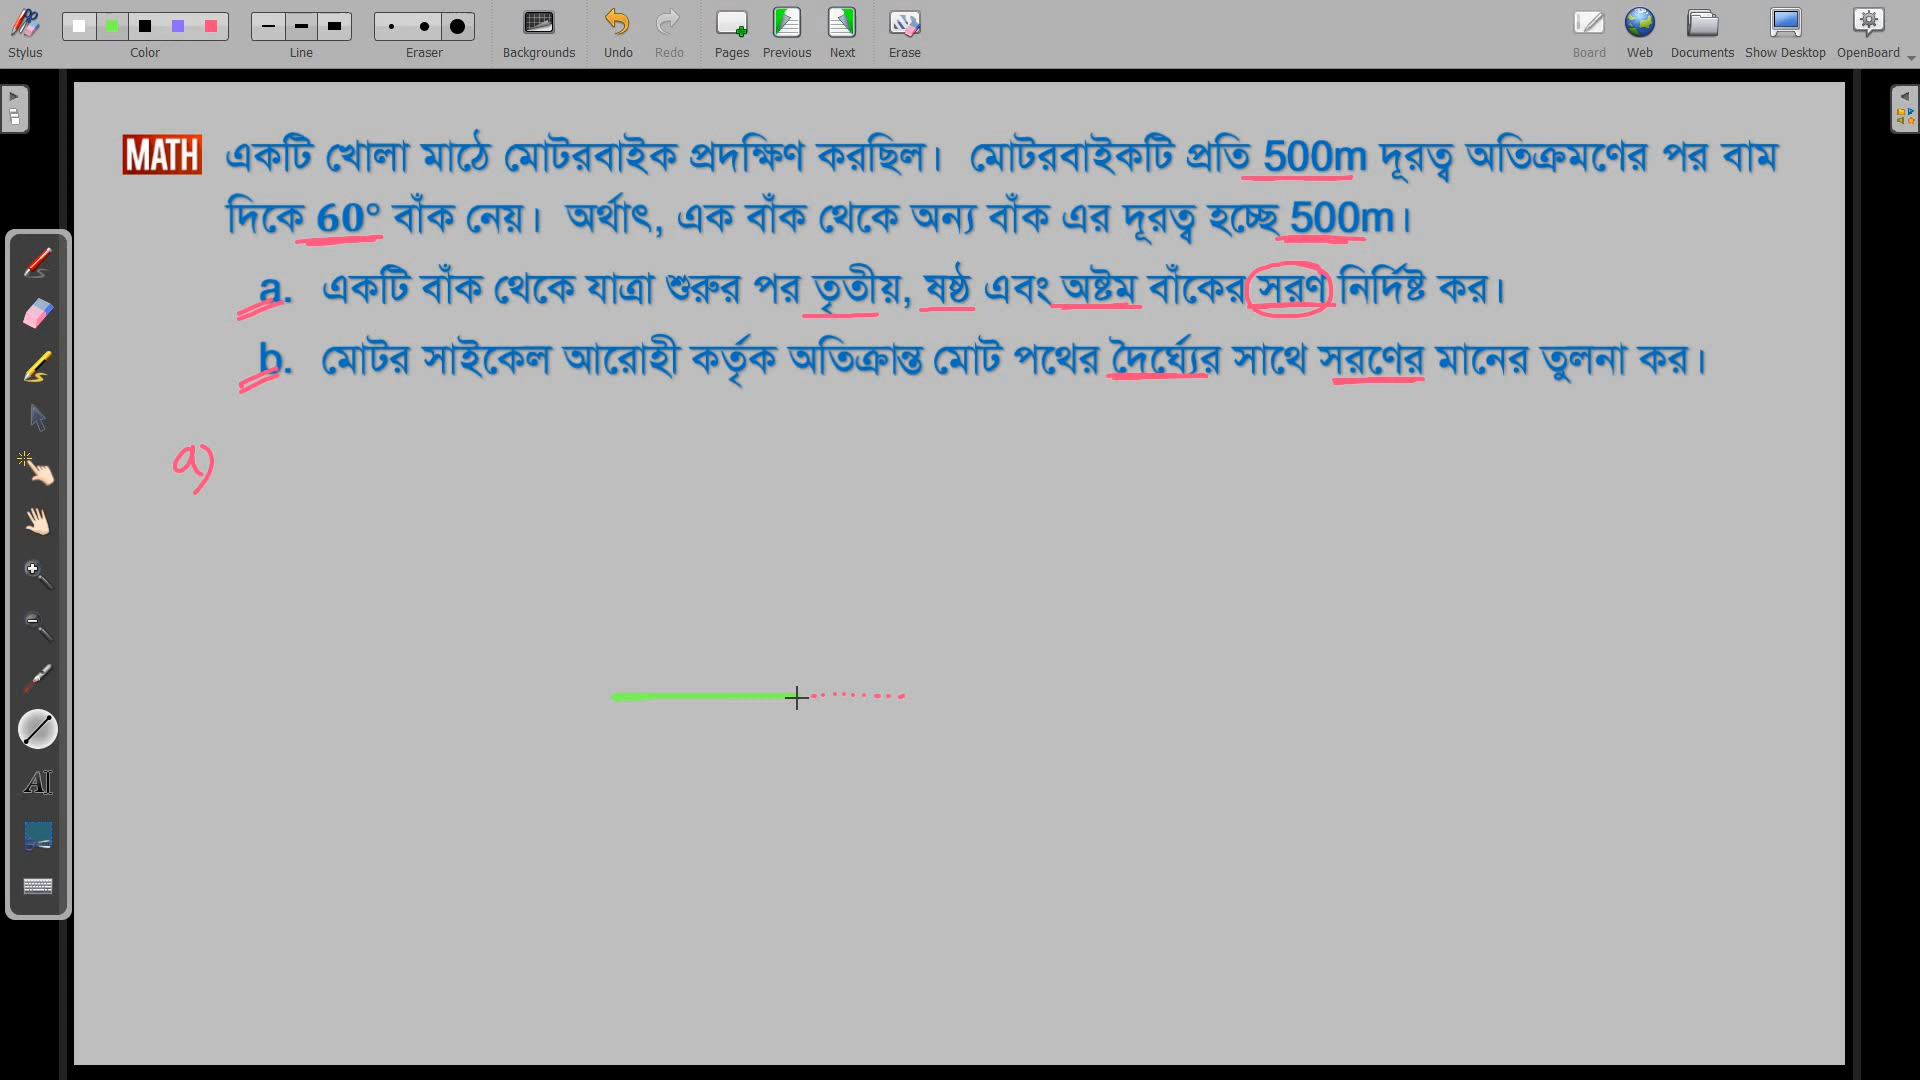 Stylus Color Line Eraser Backgrounds Undo Redo Pages Previous Next Erase Board Web Documents Show Desktop OpenBoard
MATH একটি খোলা মাঠে মোটরবাইক প্রদক্ষিণ করছিল। মোটরবাইকটি প্রতি 500m দূরত্ব অতিক্রমণের পর বাম
দিকে 60° বাঁক নেয়। অর্থাৎ, এক বাঁক থেকে অন্য বাঁক এর দূরত্ব হচ্ছে 500m।
a. একটি বাঁক থেকে যাত্রা শুরুর পর তৃতীয়, ষষ্ঠ এবং অষ্টম বাঁকের সরণ নির্দিষ্ট কর।
b. মোটর সাইকেল আরোহী কর্তৃক অতিক্রান্ত মোট পথের দৈর্ঘ্যের সাথে সরণের মানের তুলনা কর।
a)
AI